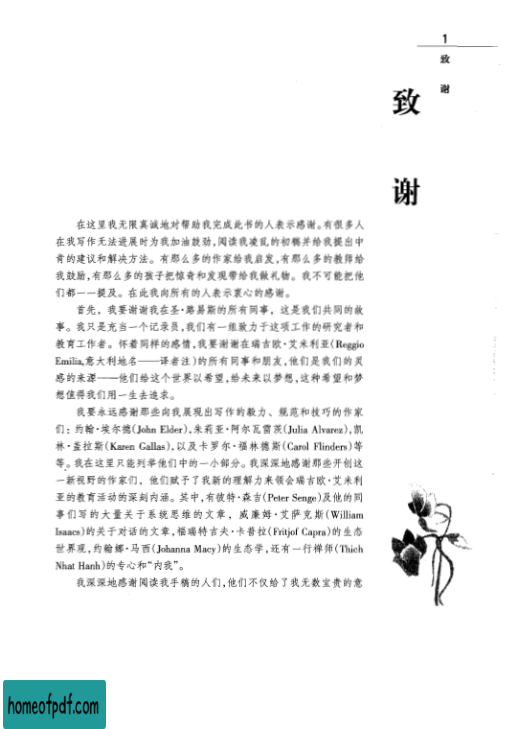 1
致
谢
致
谢
在这里我无限真诚地对帮助我完成此书的人表示感谢。有很多人
在我写作无法进展时为我加油鼓劲,阅读我凌乱的初稿并给我提出中
肯的建议和解决方法。有那么多的作家给我启发,有那么多的教师给
我鼓励,有那么多的孩子把惊奇和发现带给我做礼物。我不可能把他
们都一一提及。在此我向所有的人表示衷心的感谢。
首先,我要谢谢我在圣·路易斯的所有同事,这是我们共同的故
事。我只是充当一个记录员,我们有一组致力于这项工作的研究者和
教育工作者。怀着同样的感情,我要谢谢在瑞吉欧·艾米利亚(Reggio
Emilia,意大利地名——译者注)的所有同事和朋友,他们是我们的灵
感的来源——他们给这个世界以希望,给未来以梦想,这种希望和梦
想值得我们用一生去追求。
我要永远感谢那些向我展现出写作的毅力、规范和技巧的作家
们:约翰·埃尔德(John Elder),朱莉亚·阿尔瓦雷茨(Julia Alvarez),凯
林·盖拉斯(Karen Gallas),以及卡罗尔·福林德斯(Carol Flinders)等
等。我在这里只能列举他们中的一小部分。我深深地感谢那些开创这
一新视野的作家们,他们赋予了我新的理解力来领会瑞吉欧·艾米利
亚的教育活动的深刻内涵。其中,有彼特·森吉(Peter Senge)及他的同
事们写的大量关于系统思维的文章,威廉姆·艾萨克斯(William
Isaacs)的关于对话的文章,福瑞特吉夫·卡普拉(Fritjof Capra)的生态
世界观,约翰娜·马西(Johanna Macy)的生态学,还有一行禅师(Thich
Nhat Hanh)的专心和“内我”。
我深深地感谢阅读我手稿的人们,他们不仅给了我无数宝贵的意
homeofpdf.com